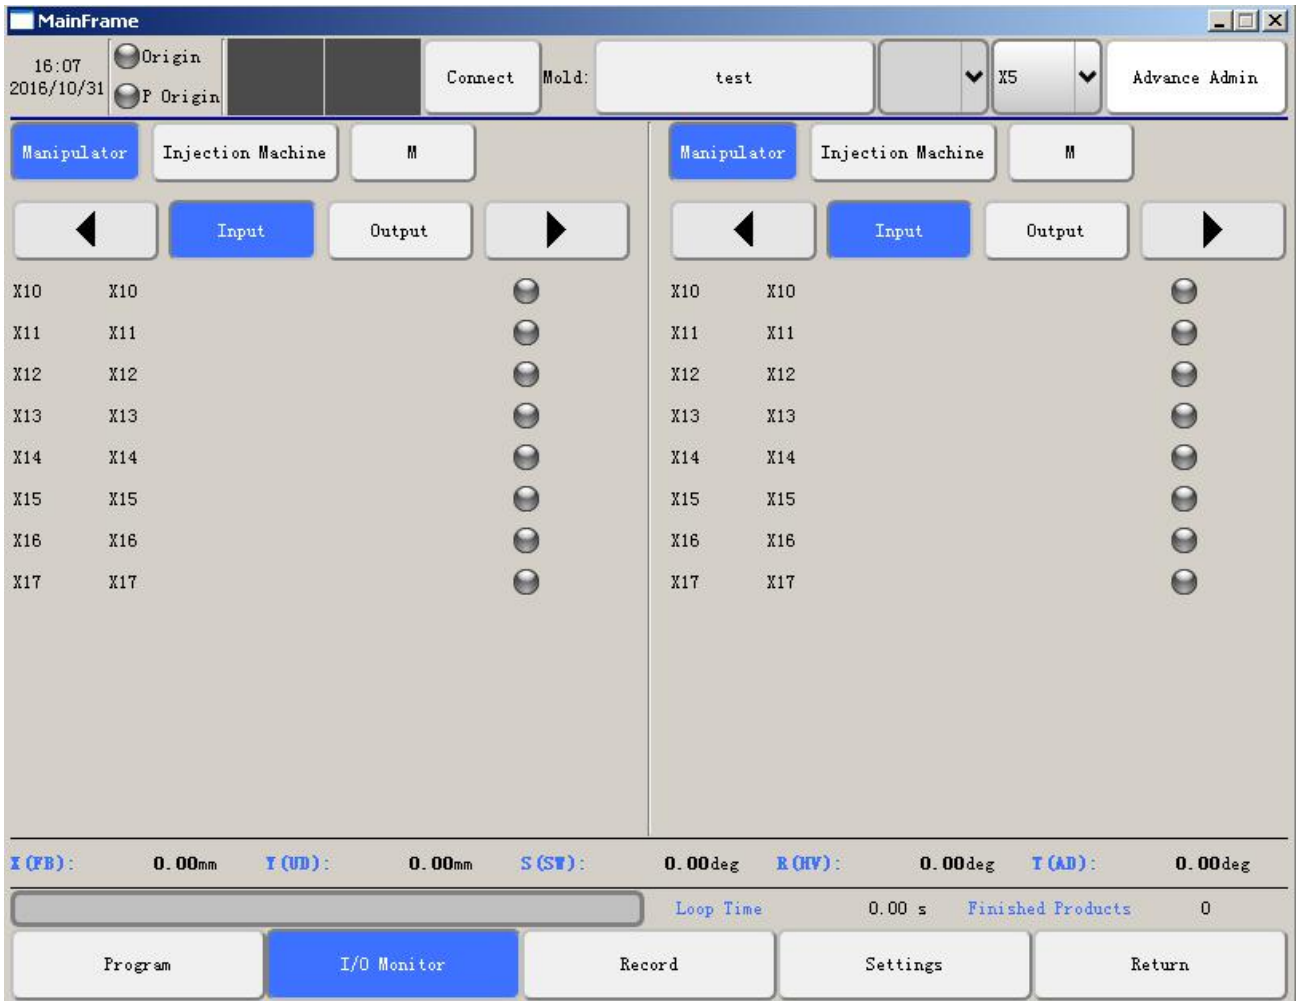 MainFrame
16:07
2016/10/31
Origin
P Origin
Connect
Mold:
test
X5
Advance Admin
Manipulator Injection Machine M
Input Output
X10 X10
X11 X11
X12 X12
X13 X13
X14 X14
X15 X15
X16 X16
X17 X17
Manipulator Injection Machine M
Input Output
X10 X10
X11 X11
X12 X12
X13 X13
X14 X14
X15 X15
X16 X16
X17 X17
X(FB): 0.00mm Y(UD): 0.00mm S(SW): 0.00deg R(HV): 0.00deg T(AD): 0.00deg
Loop Time 0.00 s Finished Products 0
Program I/O Monitor Record Settings Return